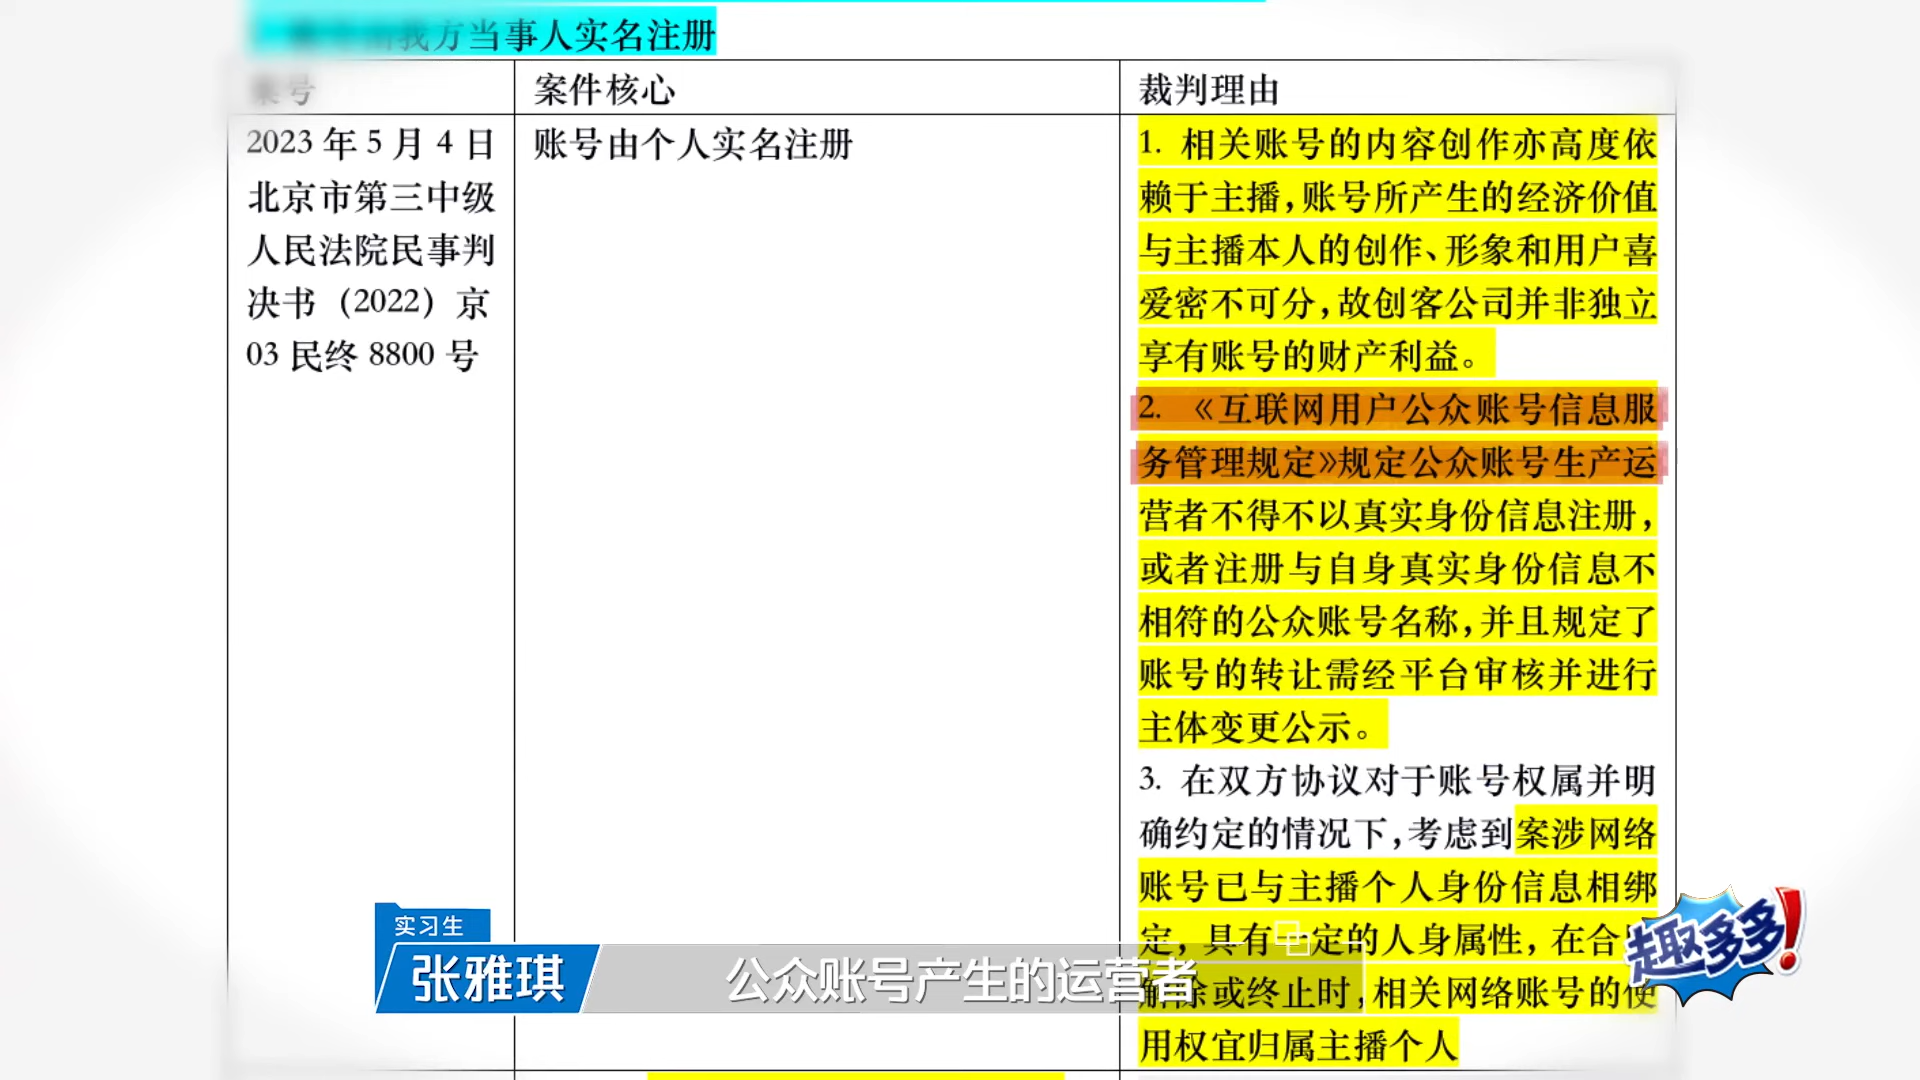 我方当事人实名注册
案号
案件核心
裁判理由
2023 年 5 月 4 日
北京市第三中级
人民法院民事判
决书（2022）京
03 民终 8800 号
账号由个人实名注册
1. 相关账号的内容创作亦高度依
赖于主播，账号所产生的经济价值
与主播本人的创作、形象和用户喜
爱密不可分，故创客公司并非独立
享有账号的财产利益。
2. 《互联网用户公众账号信息服
务管理规定》规定公众账号生产运
营者不得不以真实身份信息注册，
或者注册与自身真实身份信息不
相符的公众账号名称，并且规定了
账号的转让需经平台审核并进行
主体变更公示。
3. 在双方协议对于账号权属并明
确约定的情况下，考虑到案涉网络
账号已与主播个人身份信息相绑
定，具有一定的人身属性，在合
解除或终止时，相关网络账号的使
用权宜归属主播个人
实习生
张雅琪
公众账号产生的运营者
趣多多！